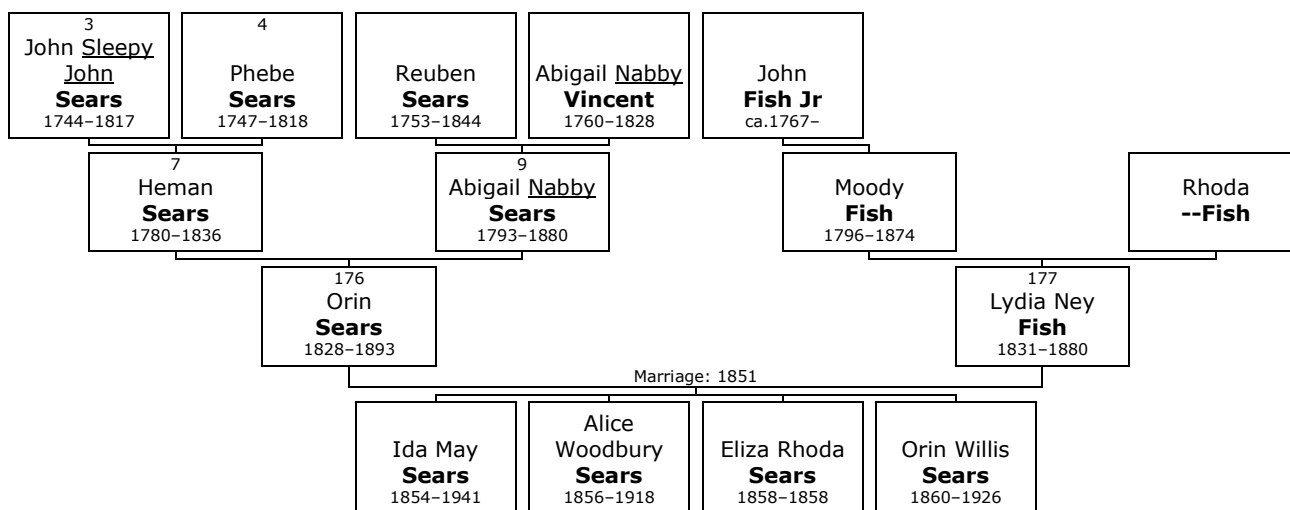 3
John Sleepy
John
Sears
1744–1817
4
Phebe
Sears
1747–1818
Reuben
Sears
1753–1844
Abigail Nabby
Vincent
1760–1828
John
Fish Jr
ca.1767–
7
Heman
Sears
1780–1836
9
Abigail Nabby
Sears
1793–1880
Moody
Fish
1796–1874
Rhoda
--Fish
176
Orin
Sears
1828–1893
177
Lydia Ney
Fish
1831–1880
Marriage: 1851
Ida May
Sears
1854–1941
Alice
Woodbury
Sears
1856–1918
Eliza Rhoda
Sears
1858–1858
Orin Willis
Sears
1860–1926